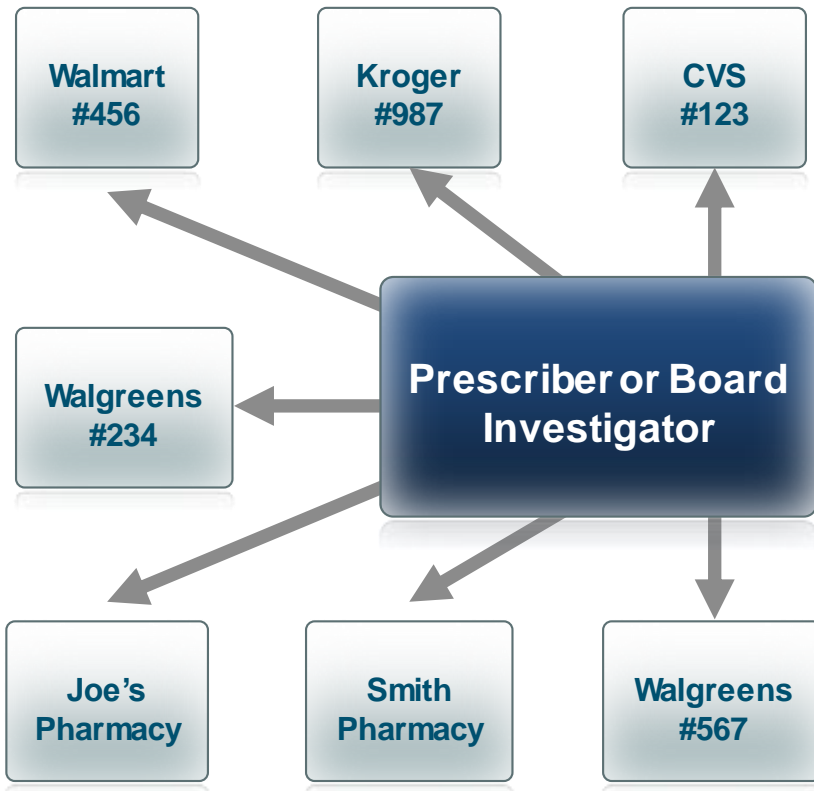 Walmart
#456
Kroger
#987
CVS
#123
Prescriber or Board
Investigator
Walgreens
#234
Joe’s
Pharmacy
Smith
Pharmacy
Walgreens
#567